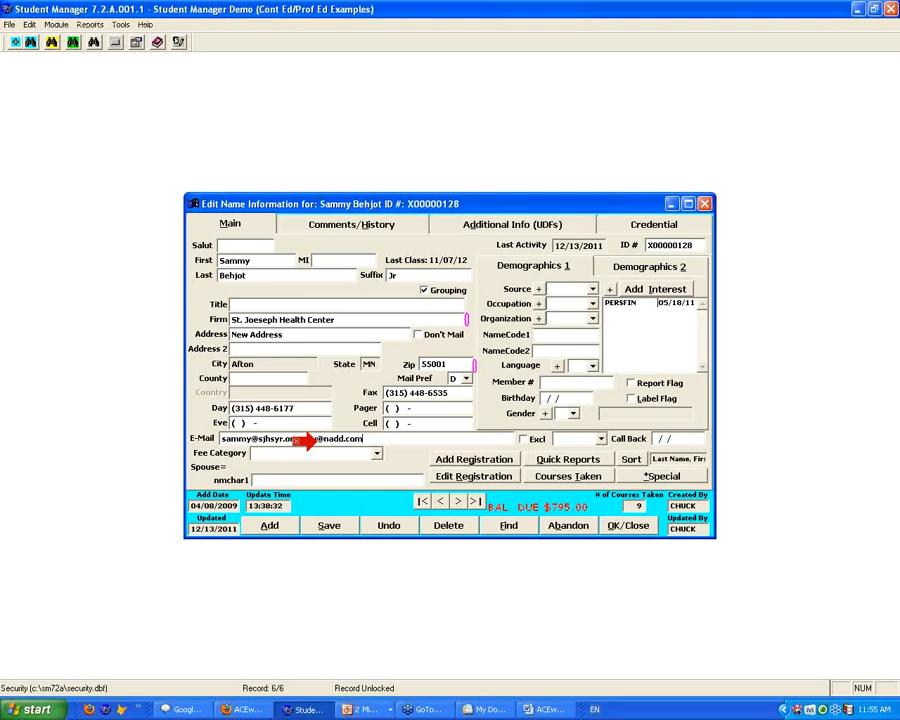 Student Manager 7.2.A.001.1 - Student Manager Demo (Cont Ed/Prof Ed Examples)
File Edit Module Reports Tools Help
Edit Name Information for: Sammy Behjot ID #: X00000128
Main Comments/History Additional Info (UDFs) Credential
Salut Last Activity 12/13/2011 ID # X00000128
First Sammy MI Last Class: 11/07/12
Last Behjot Suffix Jr
Demographics 1 Demographics 2
Grouping
Source + + Add Interest
Title Occupation + PERSFIN 05/18/11
Firm St. Joeseph Health Center Organization +
Address New Address Don't Mail NameCode1
Address 2 NameCode2
City Afton State MN Zip 55001 Language +
County Mail Pref D Member # Report Flag
Country Fax (315) 448-6535 Birthday / / Label Flag
Day (315) 448-6177 Pager ( ) - Gender +
Eve ( ) - Cell ( ) -
E-Mail sammy@sjhsyr.or @nadd.com Excl Call Back / /
Fee Category Add Registration Quick Reports Sort Last Name, Firs
Spouse=
nmchar1 Edit Registration Courses Taken *Special
Add Date Update Time # of Courses Taken Created By
04/08/2009 13:38:32 |< < > >| BAL. DUE $795.00 9 CHUCK
Updated Updated By
12/13/2011 Add Save Undo Delete Find Abandon OK/Close CHUCK
Security (c:\sm72a\security.dbf) Record: 6/6 Record Unlocked NUM
start Googl... ACEw... Stude... 2 Mi... GoTo... My Do... ACEw... EN 11:55 AM